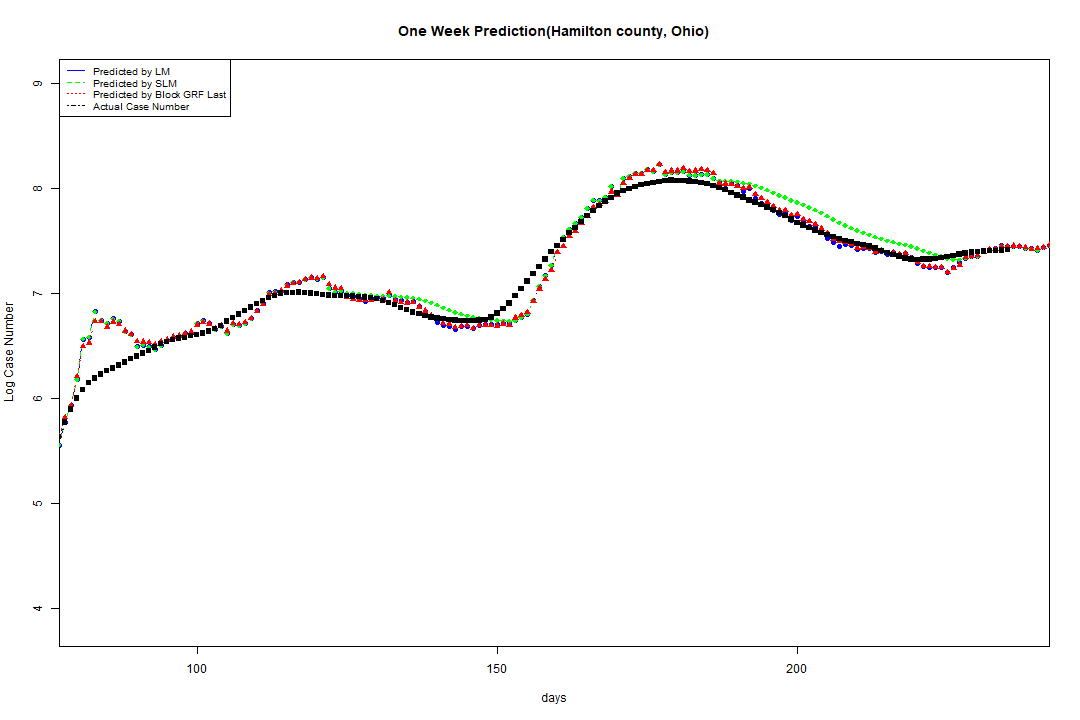 One Week Prediction(Hamilton county, Ohio)
Predicted by LM
Predicted by SLM
Predicted by Block GRF Last
Actual Case Number
9
8
7
6
5
4
Log Case Number
100 150 200
days